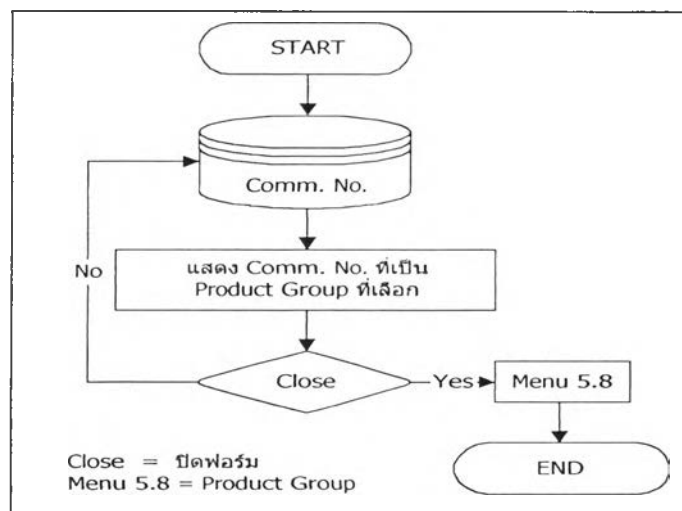 START
Comm. No.
แสดง Comm. No. ที่เป็น
Product Group ที่เลือก
No
Close
Yes
Menu 5.8
END
Close = ปิดฟอร์ม
Menu 5.8 = Product Group